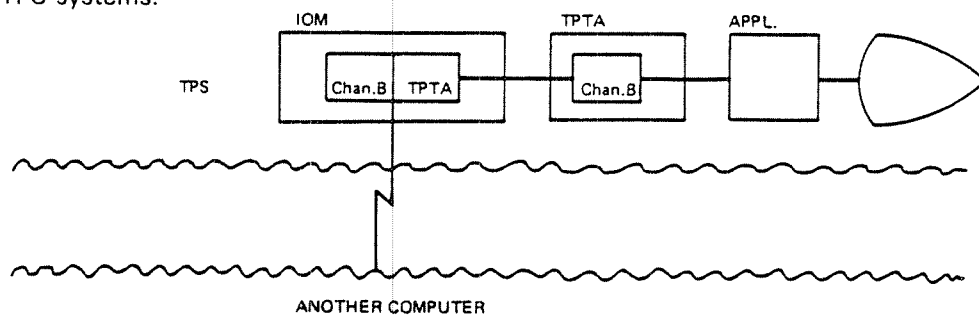 TPS systems.
IOM TPTA APPL.
TPS Chan.B TPTA Chan.B
ANOTHER COMPUTER